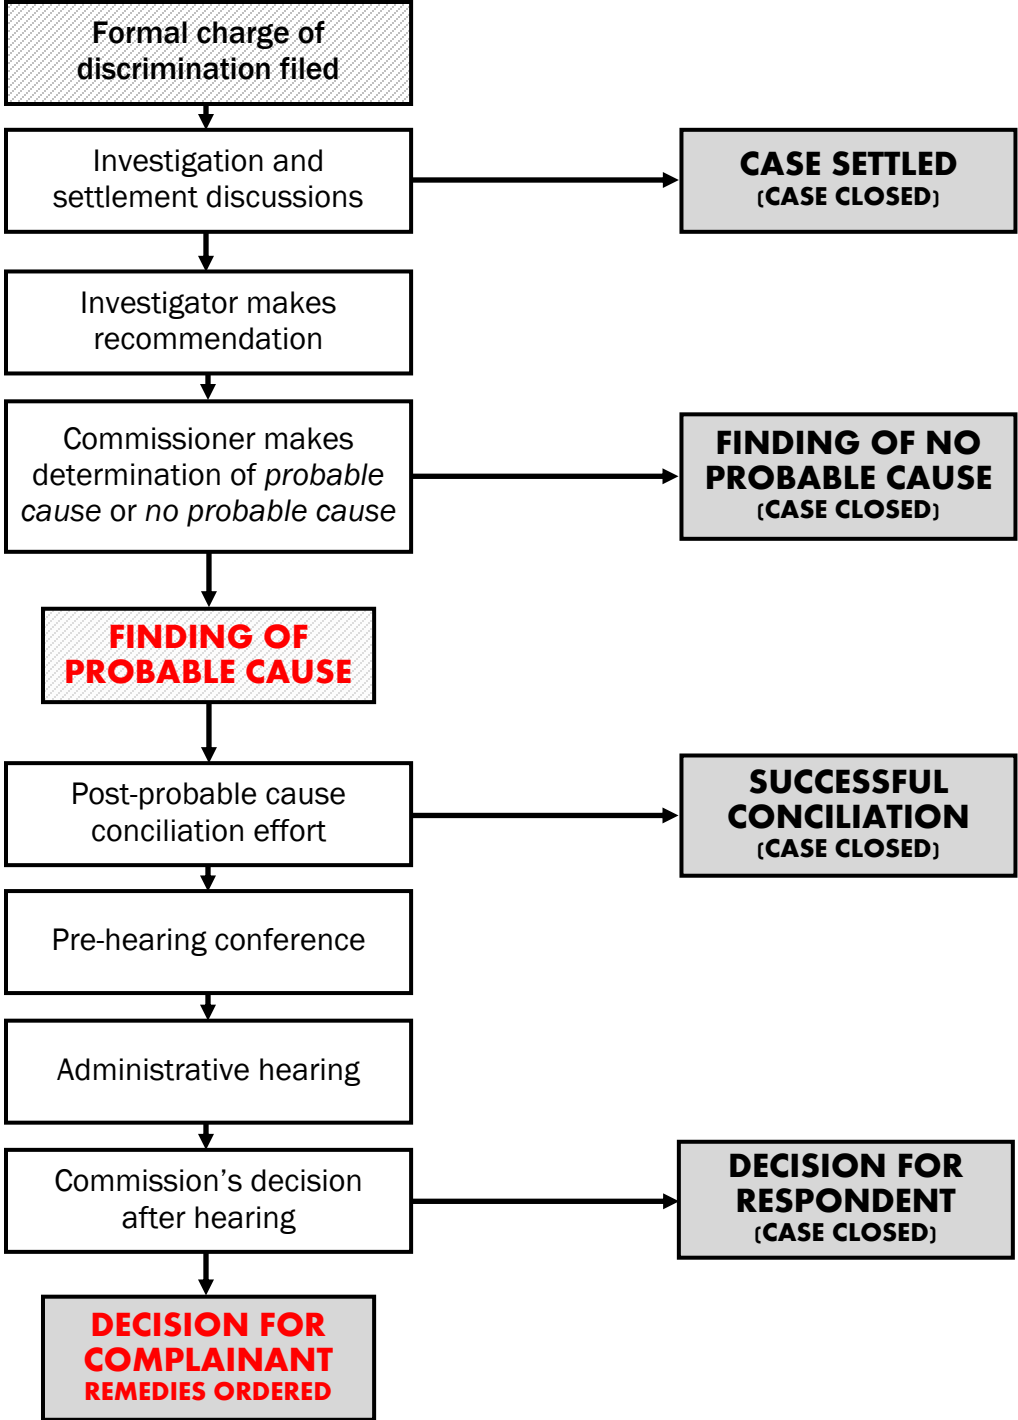 Formal charge of
discrimination filed
Investigation and
settlement discussions
CASE SETTLED
(CASE CLOSED)
Investigator makes
recommendation
Commissioner makes
determination of probable
cause or no probable cause
FINDING OF NO
PROBABLE CAUSE
(CASE CLOSED)
FINDING OF
PROBABLE CAUSE
Post-probable cause
conciliation effort
SUCCESSFUL
CONCILIATION
(CASE CLOSED)
Pre-hearing conference
Administrative hearing
Commission’s decision
after hearing
DECISION FOR
RESPONDENT
(CASE CLOSED)
DECISION FOR
COMPLAINANT
REMEDIES ORDERED